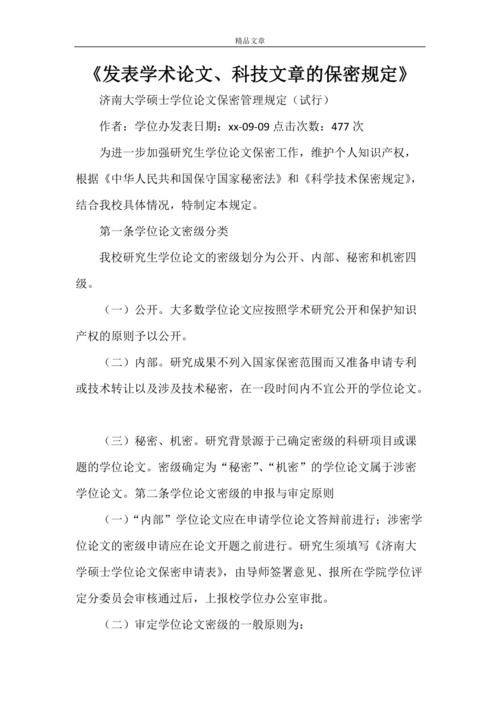 精品文章
《发表学术论文、科技文章的保密规定》
济南大学硕士学位论文保密管理规定（试行）
作者：学位办发表日期：xx-09-09 点击次数：477 次
为进一步加强研究生学位论文保密工作，维护个人知识产权，
根据《中华人民共和国保守国家秘密法》和《科学技术保密规定》，
结合我校具体情况，特制定本规定。
第一条学位论文密级分类
我校研究生学位论文的密级划分为公开、内部、秘密和机密四
级。
（一）公开。大多数学位论文应按照学术研究公开和保护知识
产权的原则予以公开。
（二）内部。研究成果不列入国家保密范围而又准备申请专利
或技术转让以及涉及技术秘密，在一段时间内不宜公开的学位论文。
（三）秘密、机密。研究背景源于已确定密级的科研项目或课
题的学位论文。密级确定为“秘密”、“机密”的学位论文属于涉密
学位论文。第二条学位论文密级的申报与审定原则
（一）“内部”学位论文应在申请学位论文答辩前进行；涉密学
位论文的密级申请应在论文开题之前进行。研究生须填写《济南大
学硕士学位论文保密申请表》，由导师签署意见、报所在学院学位评
定分委员会审核通过后，上报校学位办公室审批。
（二）审定学位论文密级的一般原则为：